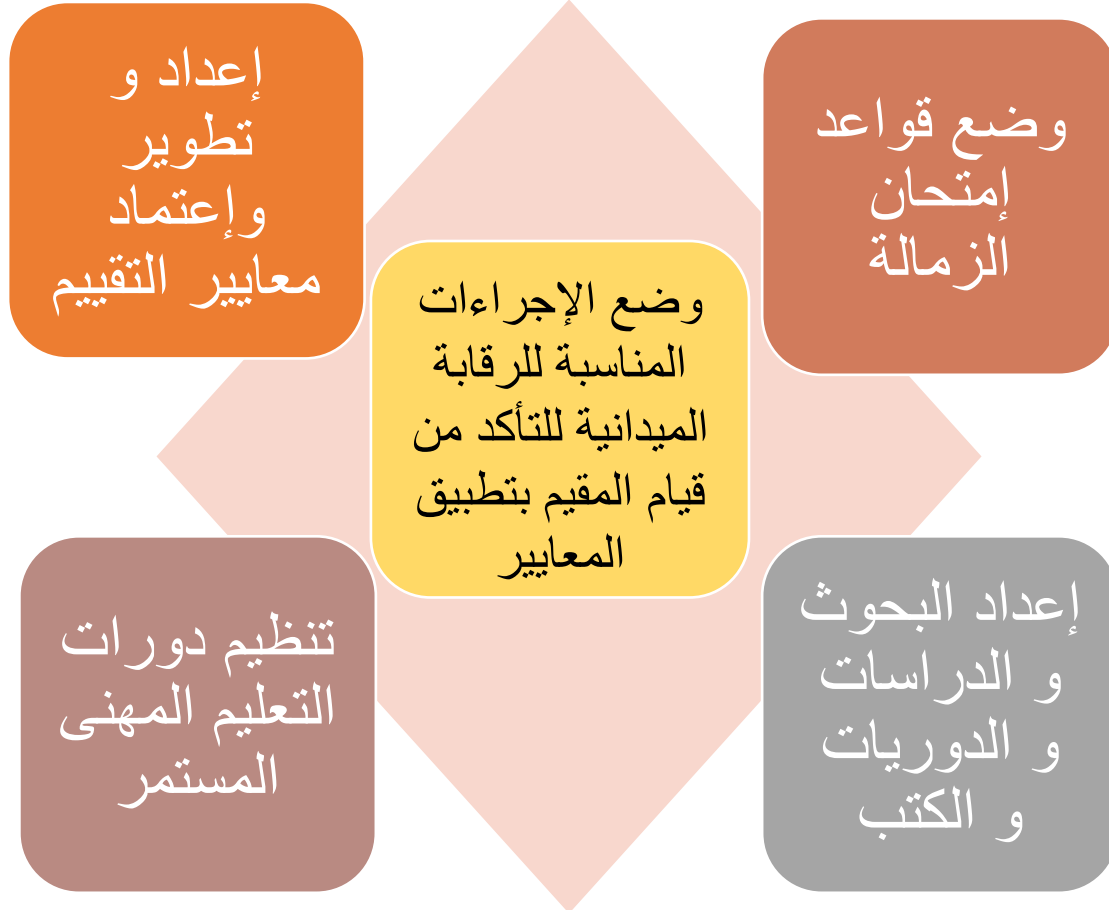 وضع قواعد
إمتحان
الزمالة
إعداد و
تطوير
وإعتماد
معايير التقييم
وضع الإجراءات
المناسبة للرقابة
الميدانية للتأكد من
قيام المقيم بتطبيق
المعايير
إعداد البحوث
و الدراسات
و الدوريات
و الكتب
تنظيم دورات
التعليم المهنى
المستمر